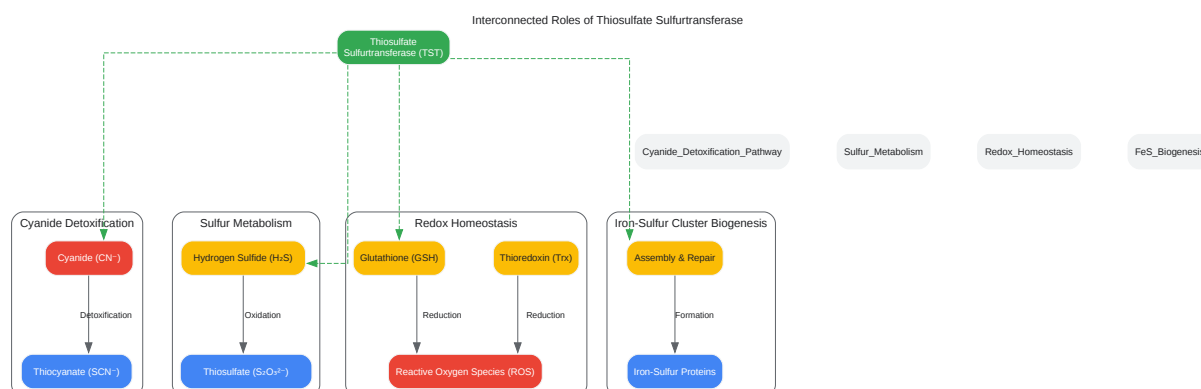 Interconnected Roles of Thiosulfate Sulfurtransferase
Thiosulfate
Sulfurtransferase (TST)
Cyanide_Detoxification_Pathway
Sulfur_Metabolism
Redox_Homeostasis
FeS_Biogenesis
Cyanide Detoxification
Sulfur Metabolism
Redox Homeostasis
Iron-Sulfur Cluster Biogenesis
Cyanide (CN⁻)
Hydrogen Sulfide (H₂S)
Glutathione (GSH)
Thioredoxin (Trx)
Assembly & Repair
Detoxification
Oxidation
Reduction
Reduction
Formation
Thiocyanate (SCN⁻)
Thiosulfate (S₂O₃²⁻)
Reactive Oxygen Species (ROS)
Iron-Sulfur Proteins